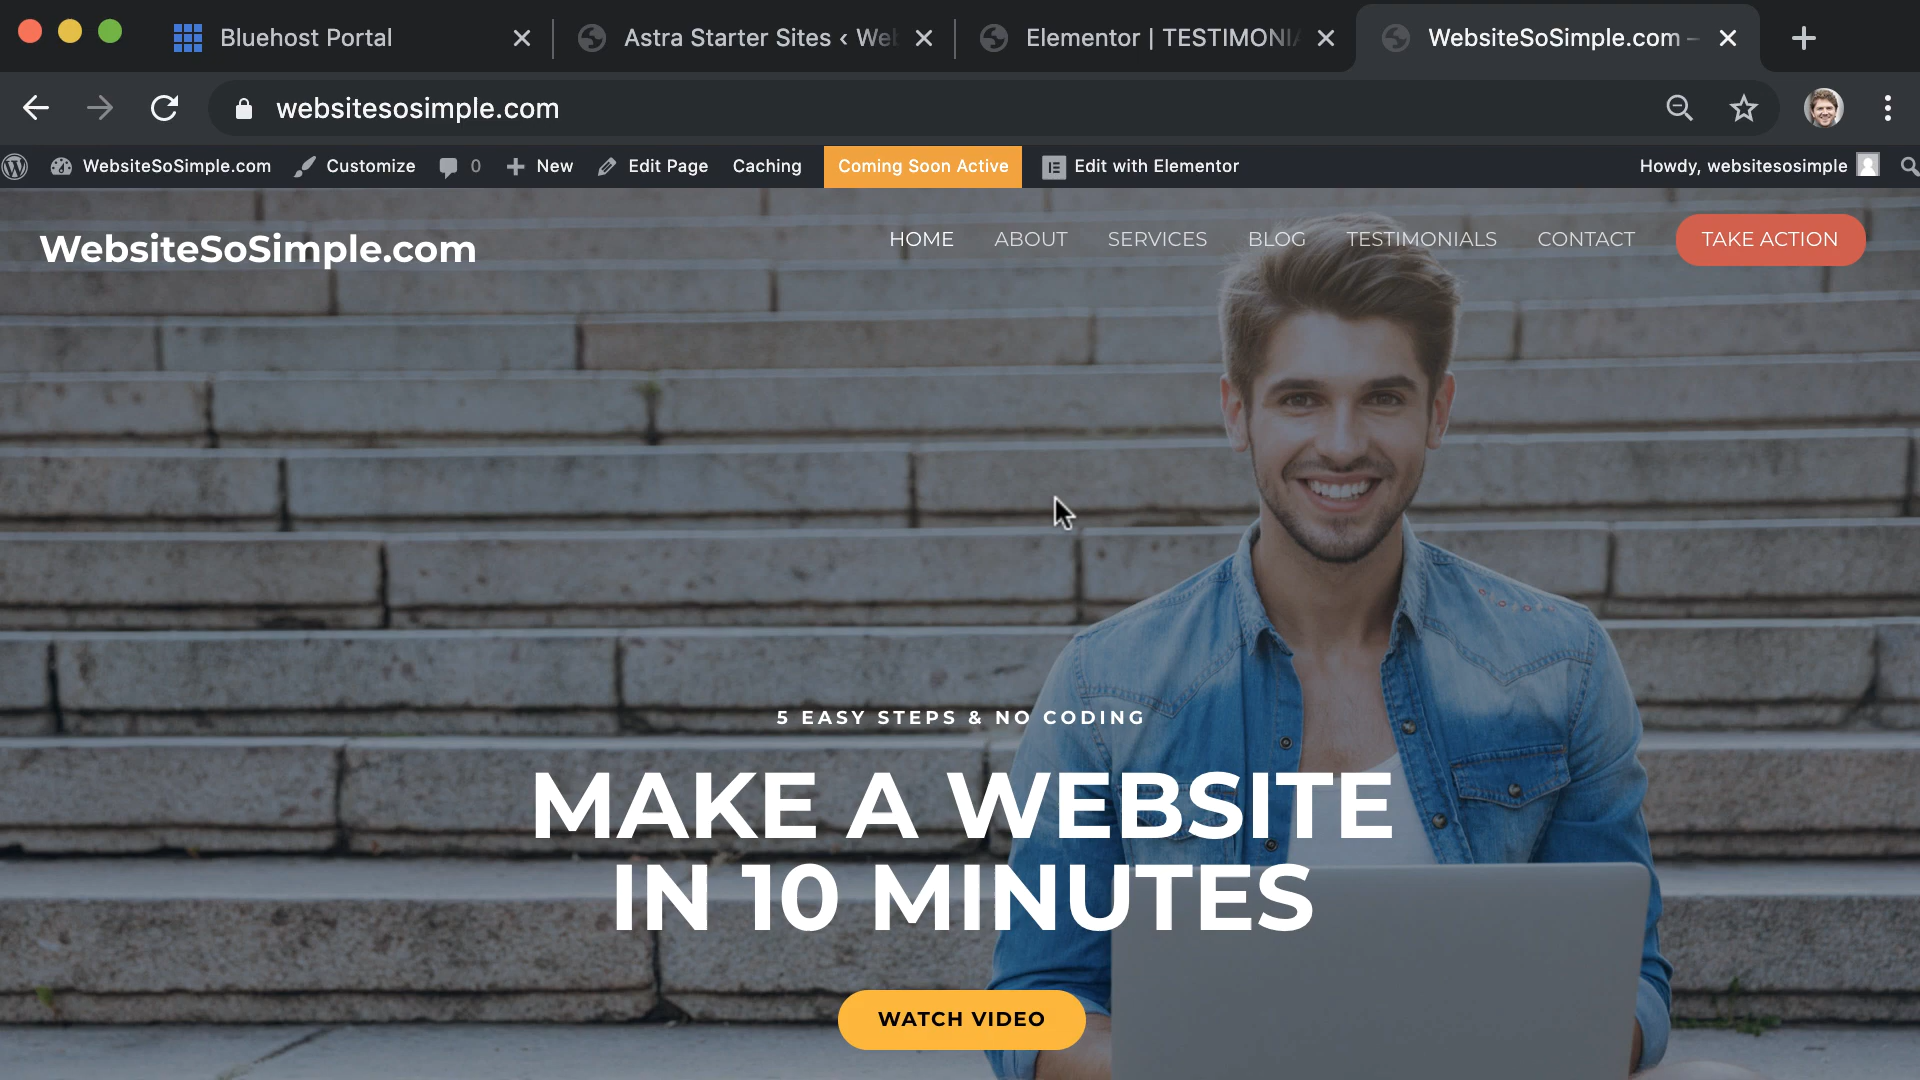 Bluehost Portal
Astra Starter Sites ‹ Wel
Elementor | TESTIMONIA
WebsiteSoSimple.com –
websitesosimple.com
WebsiteSoSimple.com
Customize
0
New
Edit Page
Caching
Coming Soon Active
Edit with Elementor
Howdy, websitesosimple
WebsiteSoSimple.com
HOME
ABOUT
SERVICES
BLOG
TESTIMONIALS
CONTACT
TAKE ACTION
5 EASY STEPS & NO CODING
MAKE A WEBSITE
IN 10 MINUTES
WATCH VIDEO